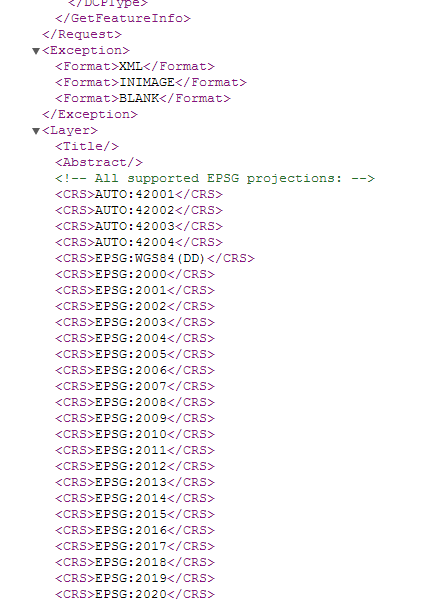 </DCPType>
</GetFeatureInfo>
</Request>
▼<Exception>
<Format>XML</Format>
<Format>INIMAGE</Format>
<Format>BLANK</Format>
</Exception>
▼<Layer>
<Title/>
<Abstract/>
<!-- All supported EPSG projections: -->
<CRS>AUTO:42001</CRS>
<CRS>AUTO:42002</CRS>
<CRS>AUTO:42003</CRS>
<CRS>AUTO:42004</CRS>
<CRS>EPSG:WGS84(DD)</CRS>
<CRS>EPSG:2000</CRS>
<CRS>EPSG:2001</CRS>
<CRS>EPSG:2002</CRS>
<CRS>EPSG:2003</CRS>
<CRS>EPSG:2004</CRS>
<CRS>EPSG:2005</CRS>
<CRS>EPSG:2006</CRS>
<CRS>EPSG:2007</CRS>
<CRS>EPSG:2008</CRS>
<CRS>EPSG:2009</CRS>
<CRS>EPSG:2010</CRS>
<CRS>EPSG:2011</CRS>
<CRS>EPSG:2012</CRS>
<CRS>EPSG:2013</CRS>
<CRS>EPSG:2014</CRS>
<CRS>EPSG:2015</CRS>
<CRS>EPSG:2016</CRS>
<CRS>EPSG:2017</CRS>
<CRS>EPSG:2018</CRS>
<CRS>EPSG:2019</CRS>
<CRS>EPSG:2020</CRS>